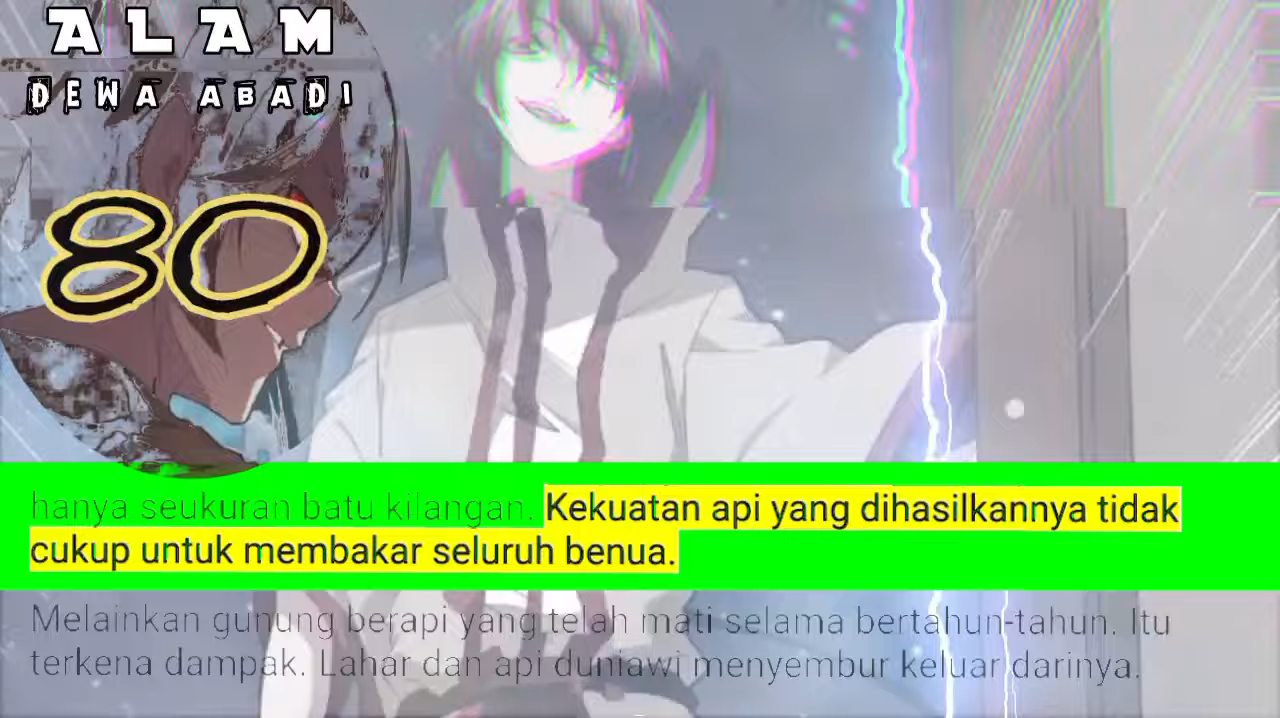 ALAM
DEWA ABADI
80
hanya seukuran batu kilangan. Kekuatan api yang dihasilkannya tidak
cukup untuk membakar seluruh benua.
Melainkan gunung berapi yang telah mati selama bertahun-tahun. Itu
terkena dampak. Lahar dan api duniawi menyembur keluar darinya.